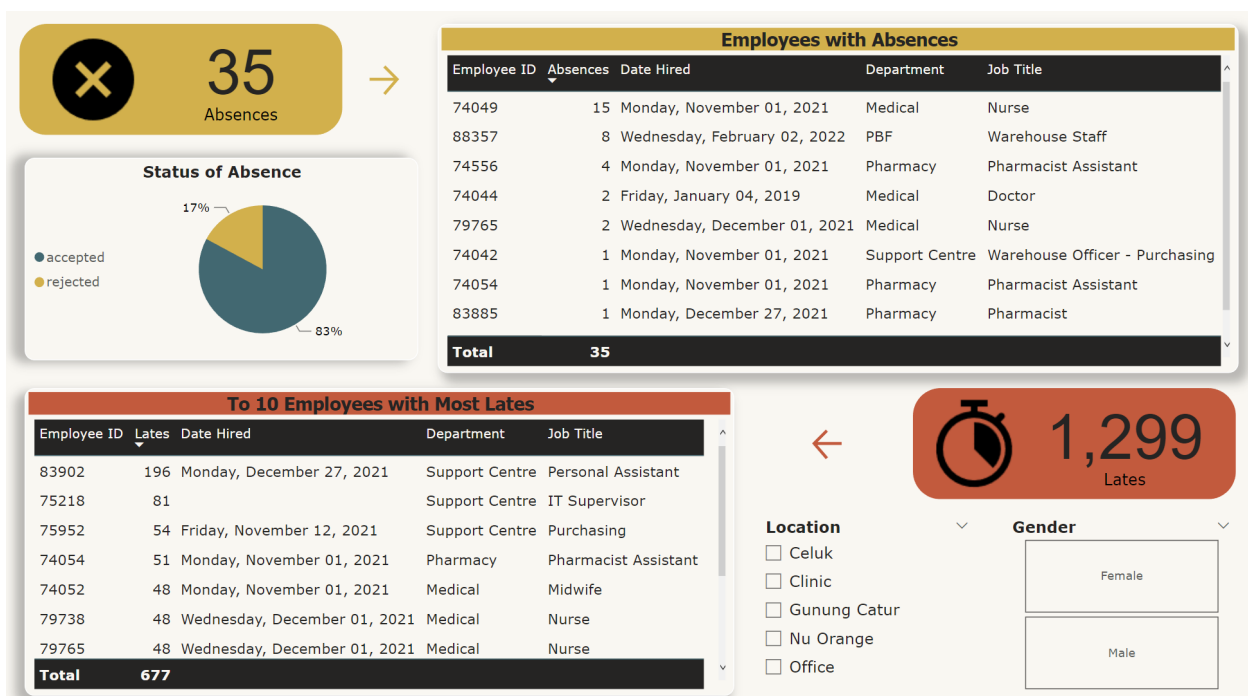 35
Absences
Status of Absence
17%
accepted
rejected
83%
Employees with Absences
Employee ID Absences Date Hired Department Job Title
74049 15 Monday, November 01, 2021 Medical Nurse
88357 8 Wednesday, February 02, 2022 PBF Warehouse Staff
74556 4 Monday, November 01, 2021 Pharmacy Pharmacist Assistant
74044 2 Friday, January 04, 2019 Medical Doctor
79765 2 Wednesday, December 01, 2021 Medical Nurse
74042 1 Monday, November 01, 2021 Support Centre Warehouse Officer - Purchasing
74054 1 Monday, November 01, 2021 Pharmacy Pharmacist Assistant
83885 1 Monday, December 27, 2021 Pharmacy Pharmacist
Total 35
To 10 Employees with Most Lates
Employee ID Lates Date Hired Department Job Title
83902 196 Monday, December 27, 2021 Support Centre Personal Assistant
75218 81 Support Centre IT Supervisor
75952 54 Friday, November 12, 2021 Support Centre Purchasing
74054 51 Monday, November 01, 2021 Pharmacy Pharmacist Assistant
74052 48 Monday, November 01, 2021 Medical Midwife
79738 48 Wednesday, December 01, 2021 Medical Nurse
79765 48 Wednesday, December 01, 2021 Medical Nurse
Total 677
1,299
Lates
Location
Celuk
Clinic
Gunung Catur
Nu Orange
Office
Gender
Female
Male